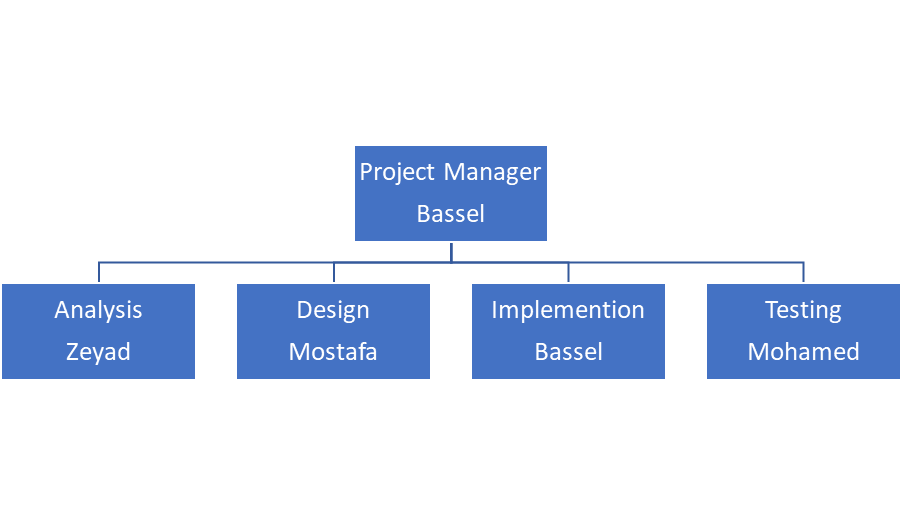 Project Manager
Bassel
Analysis
Zeyad
Design
Mostafa
Implemention
Bassel
Testing
Mohamed